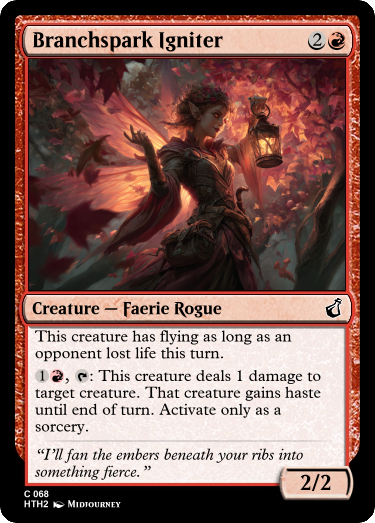 Branchspark Igniter 2
Creature — Faerie Rogue
This creature has flying as long as an
opponent lost life this turn.
1, : This creature deals 1 damage to
target creature. That creature gains haste
until end of turn. Activate only as a
sorcery.
“I’ll fan the embers beneath your ribs into
something fierce.”
2/2
C 068
HTH2 Midjourney